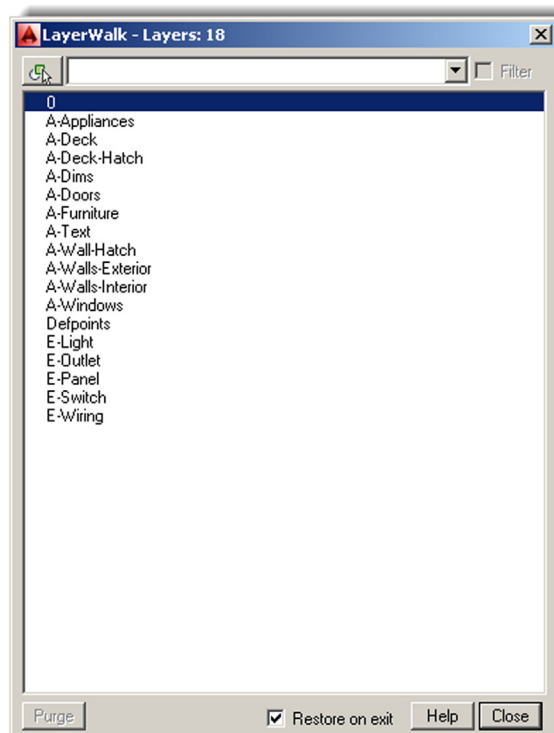 LayerWalk - Layers: 18
Filter
0
A-Appliances
A-Deck
A-Deck-Hatch
A-Dims
A-Doors
A-Furniture
A-Text
A-Wall-Hatch
A-Walls-Exterior
A-Walls-Interior
A-Windows
Defpoints
E-Light
E-Outlet
E-Panel
E-Switch
E-Wiring
Purge Restore on exit Help Close